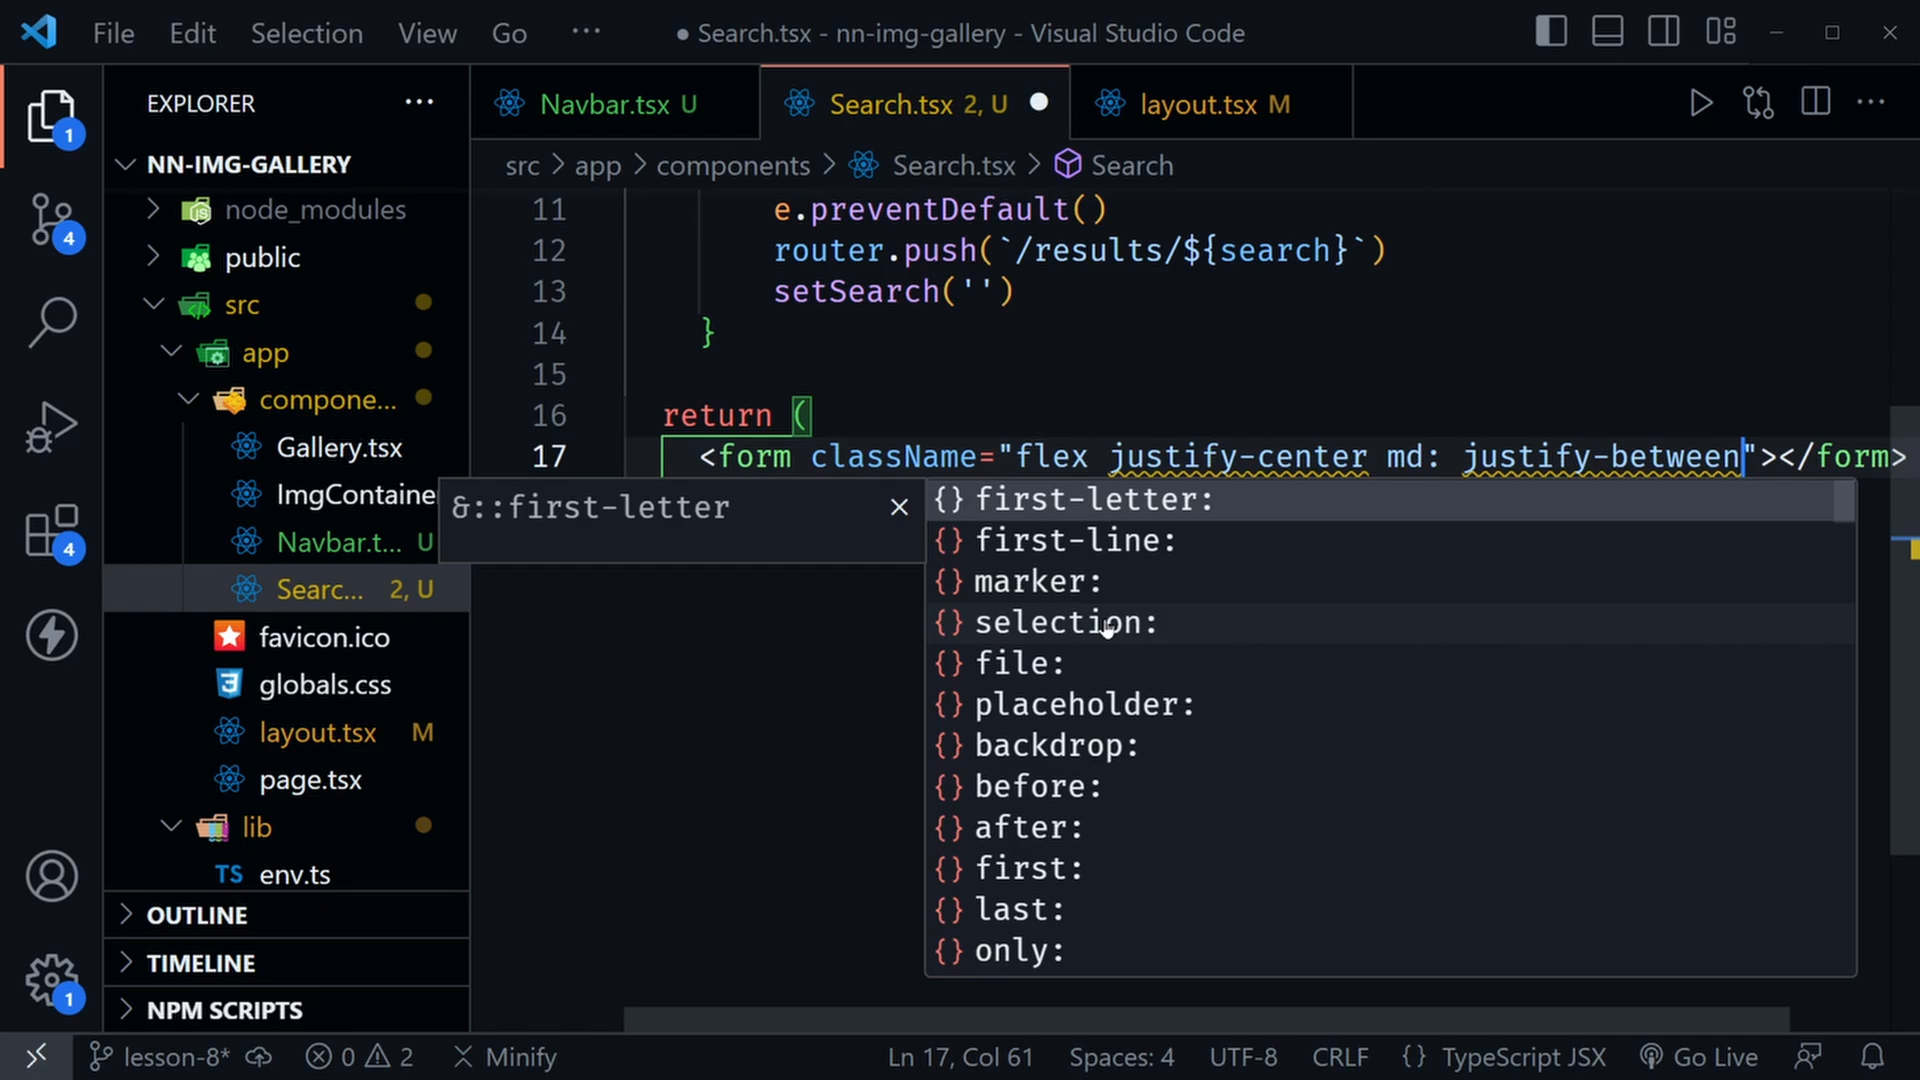 File Edit Selection View Go ··· ● Search.tsx - nn-img-gallery - Visual Studio Code
EXPLORER ···
Navbar.tsx U
Search.tsx 2, U
layout.tsx M
1
NN-IMG-GALLERY
src > app > components > Search.tsx > Search
node_modules
public
src
app
compone...
Gallery.tsx
ImgContaine
Navbar.t... U
Searc... 2, U
favicon.ico
globals.css
layout.tsx M
page.tsx
lib
TS env.ts
OUTLINE
TIMELINE
NPM SCRIPTS
4
4
1
11 e.preventDefault()
12 router.push(`/results/${search}`)
13 setSearch('')
14 }
15
16 return (
17 <form className="flex justify-center md: justify-between"></form>
&::first-letter
{} first-letter:
{} first-line:
{} marker:
{} selection:
{} file:
{} placeholder:
{} backdrop:
{} before:
{} after:
{} first:
{} last:
{} only:
lesson-8* 0 2 Minify Ln 17, Col 61 Spaces: 4 UTF-8 CRLF {} TypeScript JSX Go Live